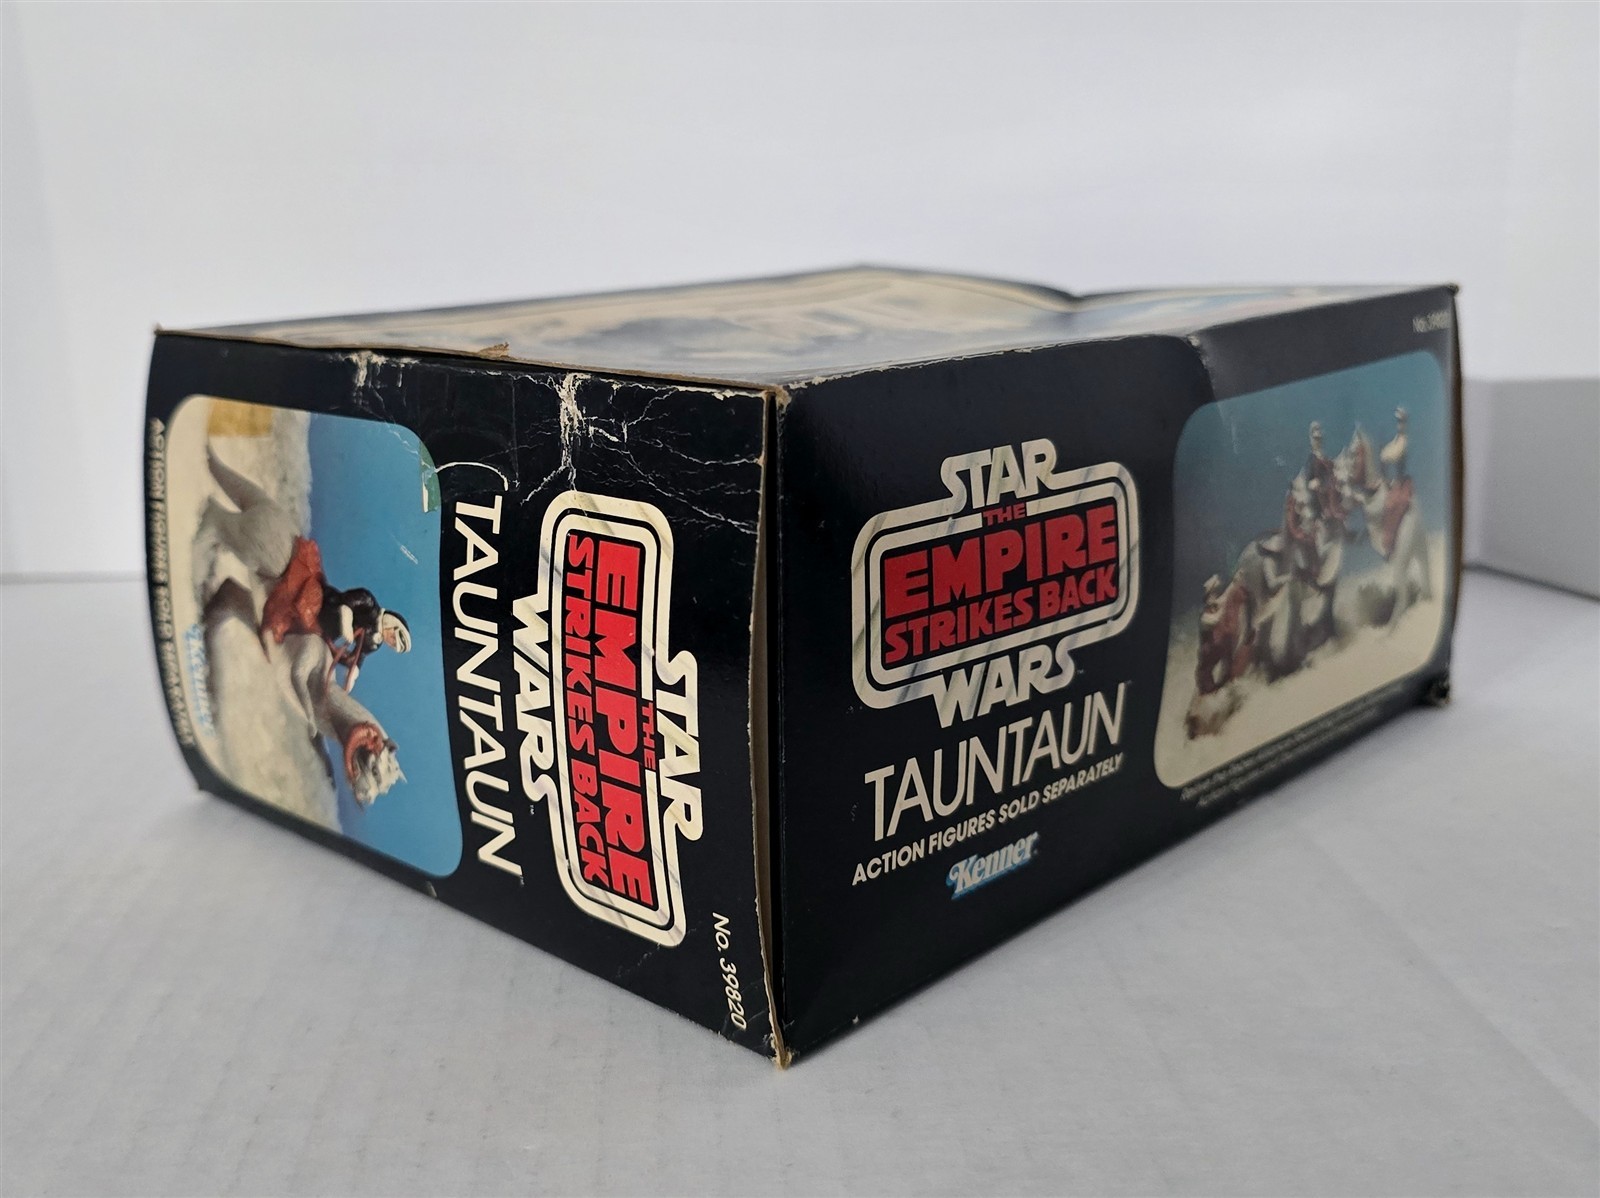 STAR
THE
EMPIRE
STRIKES BACK
WARS
TAUNTAUN
No. 39820
Kenner
ACTION FIGURES SOLD SEPARATELY
STAR
THE
EMPIRE
STRIKES BACK
WARS
TAUNTAUN
ACTION FIGURES SOLD SEPARATELY
Kenner